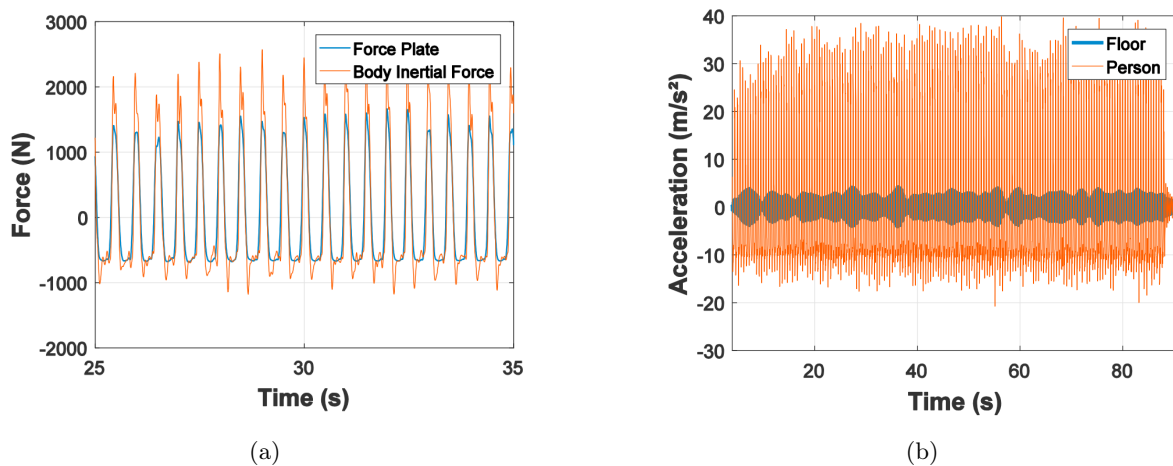 3000
2000
1000
0
-1000
-2000
Force (N)
25
30
35
Time (s)
Force Plate
Body Inertial Force
(a)
40
30
20
10
0
-10
-20
-30
Acceleration (m/s²)
20
40
60
80
Time (s)
Floor
Person
(b)